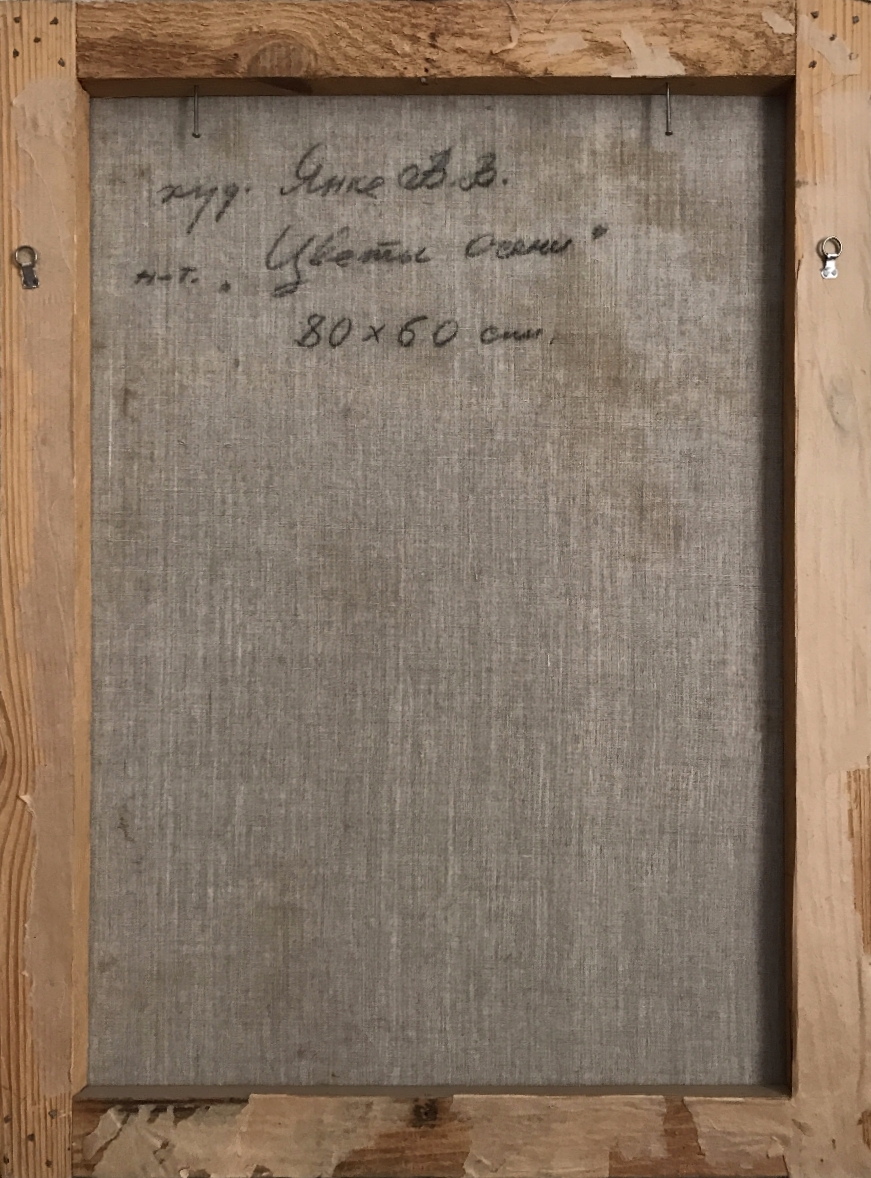 худ. Янке В.В.
н-т. „Цветы осени"
80 х 60 см.